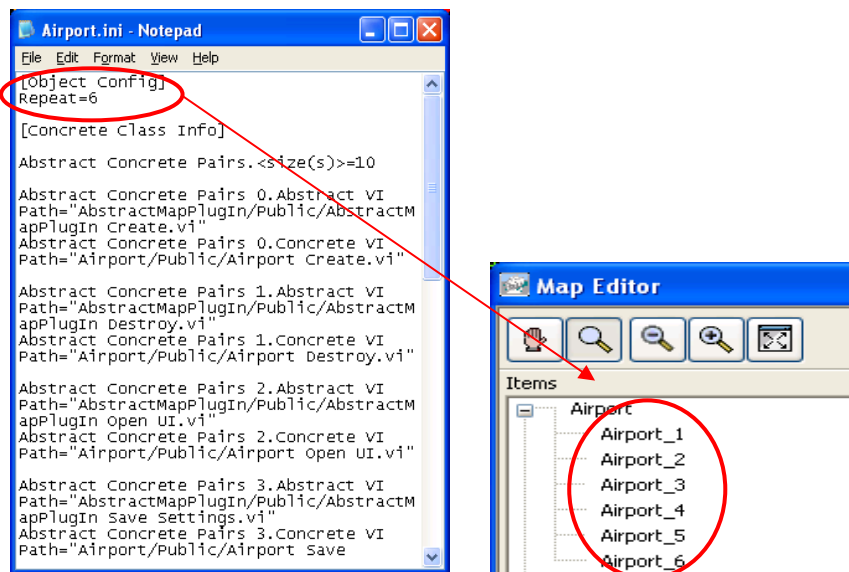 Airport.ini - Notepad
File Edit Format View Help
[Object Config]
Repeat=6
[Concrete Class Info]
Abstract Concrete Pairs.<size(s)>=10
Abstract Concrete Pairs 0.Abstract VI
Path="AbstractMapPlugIn/Public/AbstractM
apPlugIn Create.vi"
Abstract Concrete Pairs 0.Concrete VI
Path="Airport/Public/Airport Create.vi"
Abstract Concrete Pairs 1.Abstract VI
Path="AbstractMapPlugIn/Public/AbstractM
apPlugIn Destroy.vi"
Abstract Concrete Pairs 1.Concrete VI
Path="Airport/Public/Airport Destroy.vi"
Abstract Concrete Pairs 2.Abstract VI
Path="AbstractMapPlugIn/Public/AbstractM
apPlugIn Open UI.vi"
Abstract Concrete Pairs 2.Concrete VI
Path="Airport/Public/Airport Open UI.vi"
Abstract Concrete Pairs 3.Abstract VI
Path="AbstractMapPlugIn/Public/AbstractM
apPlugIn Save Settings.vi"
Abstract Concrete Pairs 3.Concrete VI
Path="Airport/Public/Airport Save
Map Editor
Items
Airport
Airport_1
Airport_2
Airport_3
Airport_4
Airport_5
Airport_6